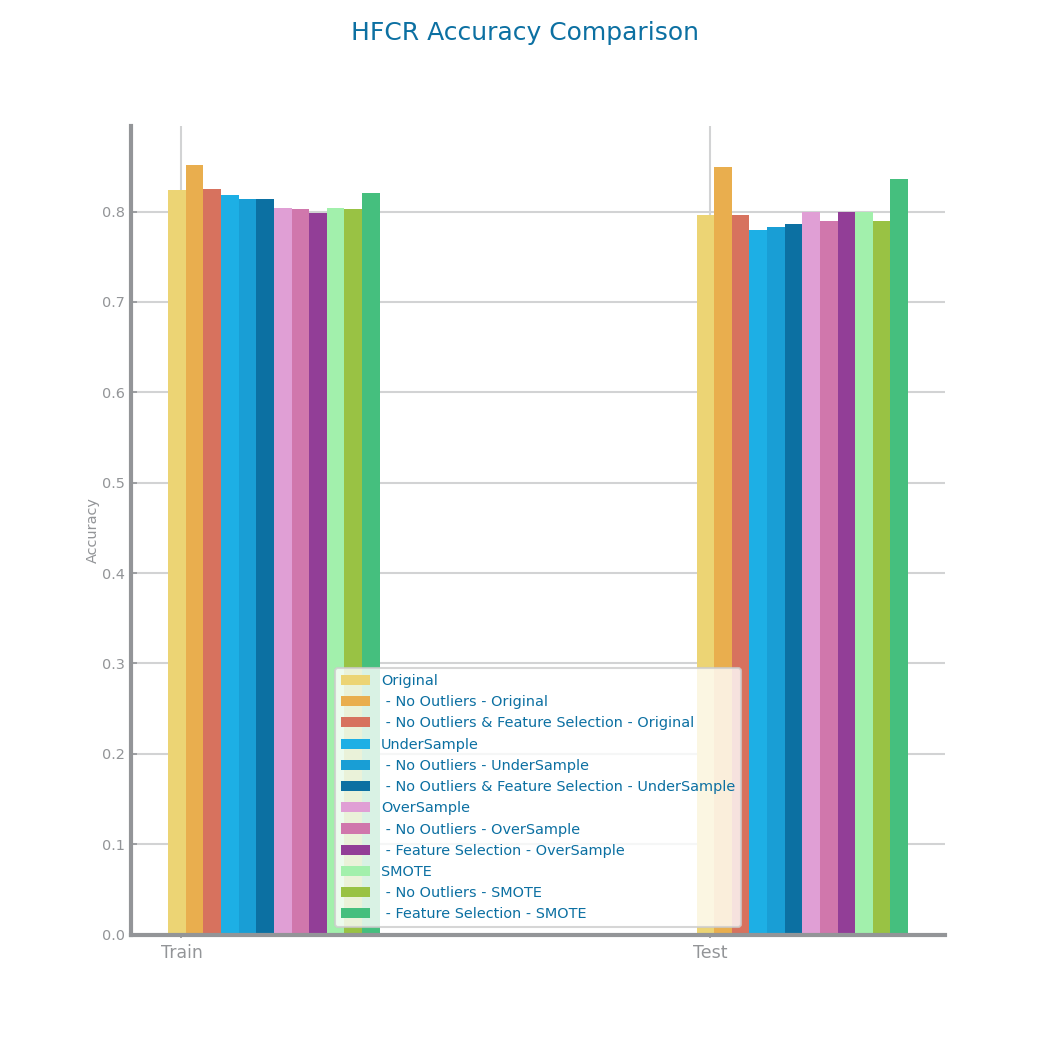 HFCR Accuracy Comparison
Accuracy
0.8
0.7
0.6
0.5
0.4
0.3
0.2
0.1
0.0
Train
Test
Original
- No Outliers - Original
- No Outliers & Feature Selection - Original
UnderSample
- No Outliers - UnderSample
- No Outliers & Feature Selection - UnderSample
OverSample
- No Outliers - OverSample
- Feature Selection - OverSample
SMOTE
- No Outliers - SMOTE
- Feature Selection - SMOTE